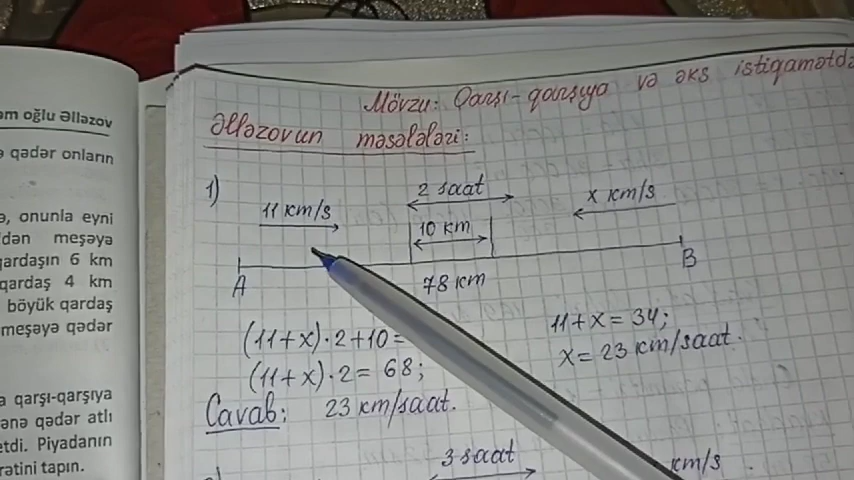 əm oğlu Əlləzov
qədər onların
ə, onunla eyni
dən meşəyə
qardaşın 6 km
qardaş 4 km
böyük qardaş
meşəyə qədər
a qarşı-qarşıya
ənə qədər atlı
etdi. Piyadanın
rətini tapın.
Mövzu: Qarşı-qarşıya və əks istiqamətdə
Əlləzovun məsələləri:
1) 11 km/s 2 saat x km/s
10 km
A 78 km B
(11+x)·2+10=
(11+x)·2= 68;
11+x = 34;
x = 23 km/saat.
Cavab: 23 km/saat.
3 saat km/s